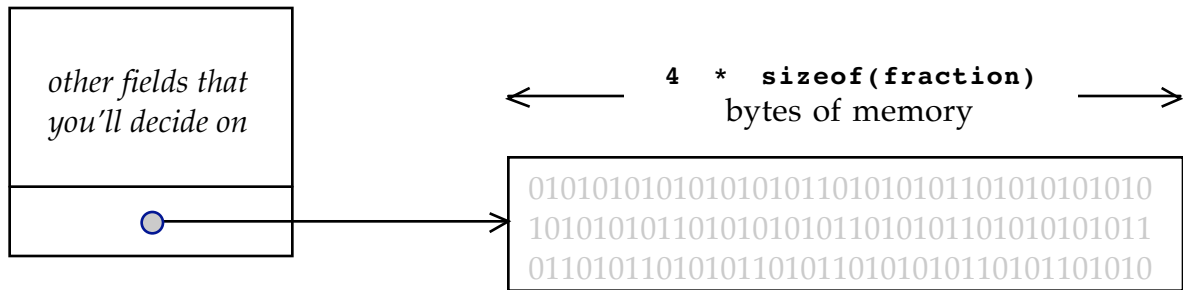 other fields that
you'll decide on
4 * sizeof(fraction)
bytes of memory
010101010101010101101010101101010101010
101010101101010101011010101101010101011
011010110101011010110101010110101101010